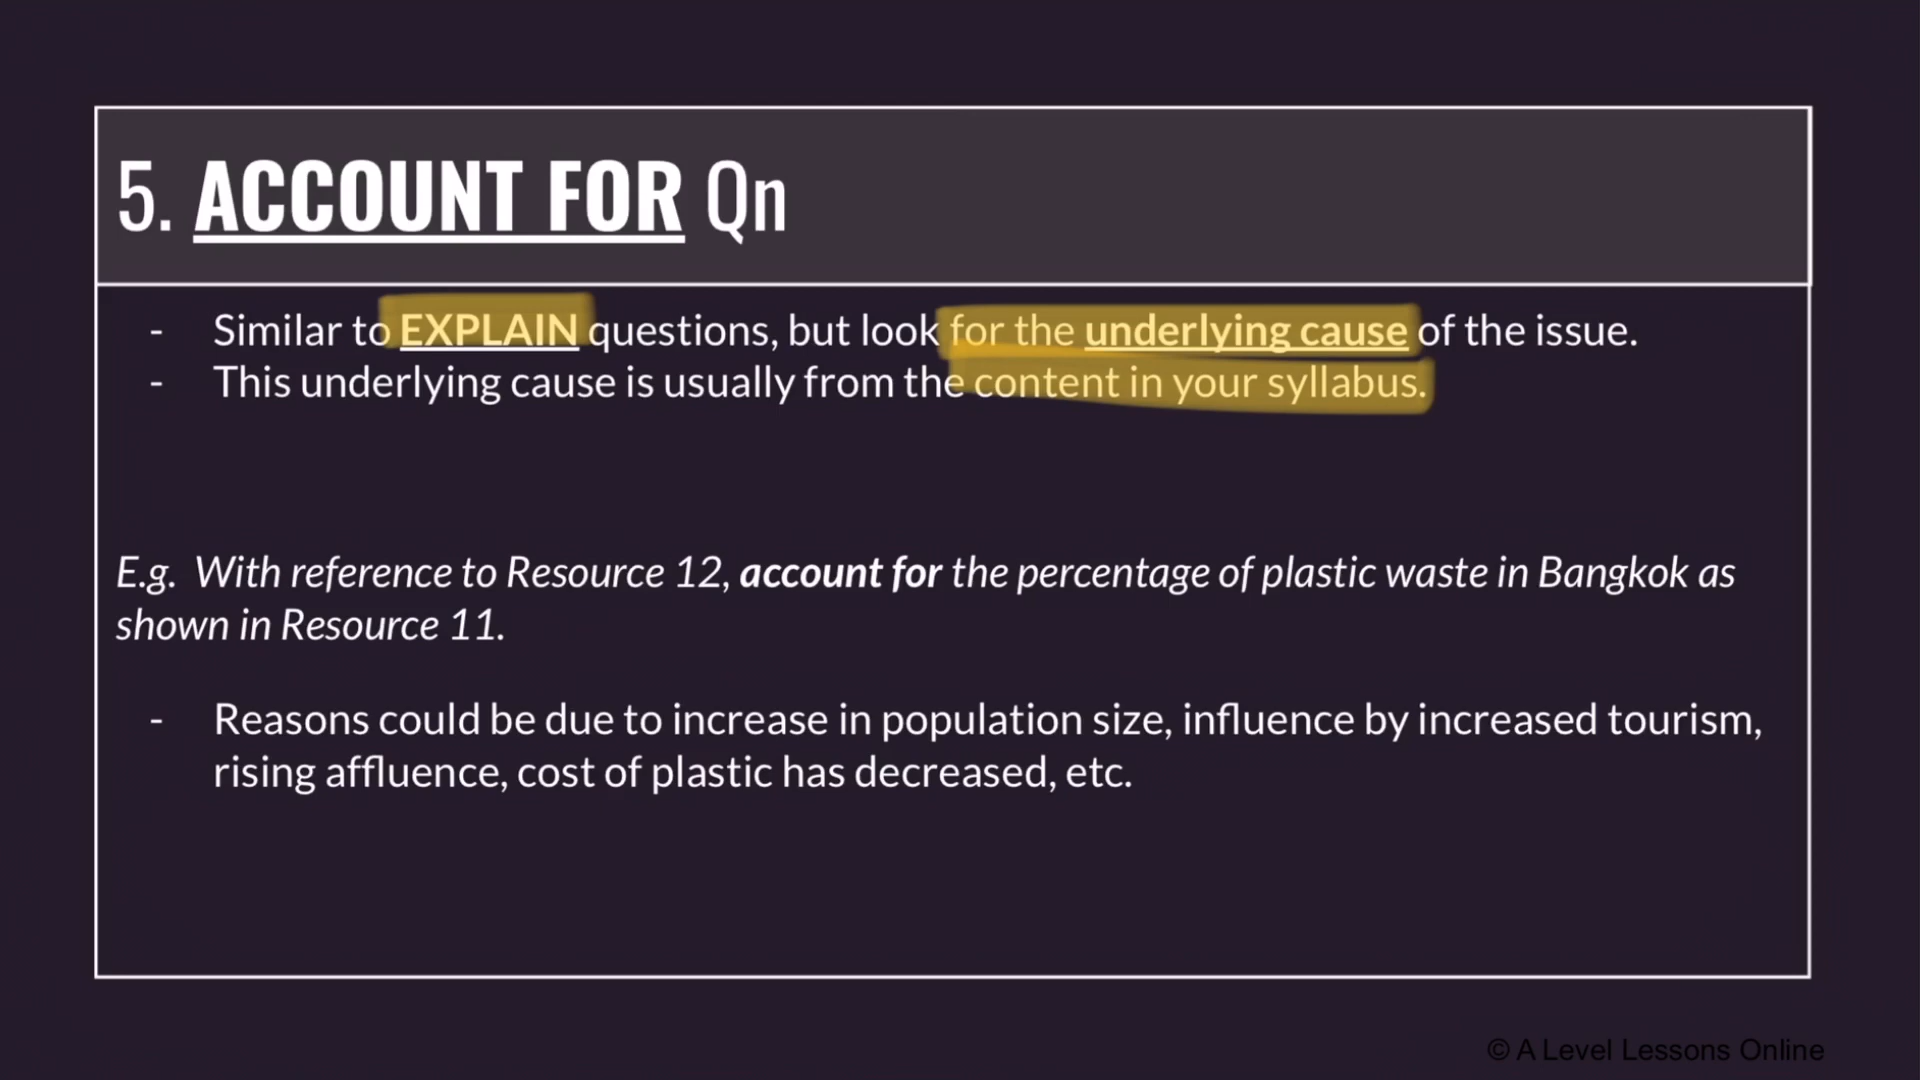 5. ACCOUNT FOR Qn
- Similar to EXPLAIN questions, but look for the underlying cause of the issue.
- This underlying cause is usually from the content in your syllabus.
E.g. With reference to Resource 12, account for the percentage of plastic waste in Bangkok as
shown in Resource 11.
- Reasons could be due to increase in population size, influence by increased tourism,
rising affluence, cost of plastic has decreased, etc.
© A Level Lessons Online